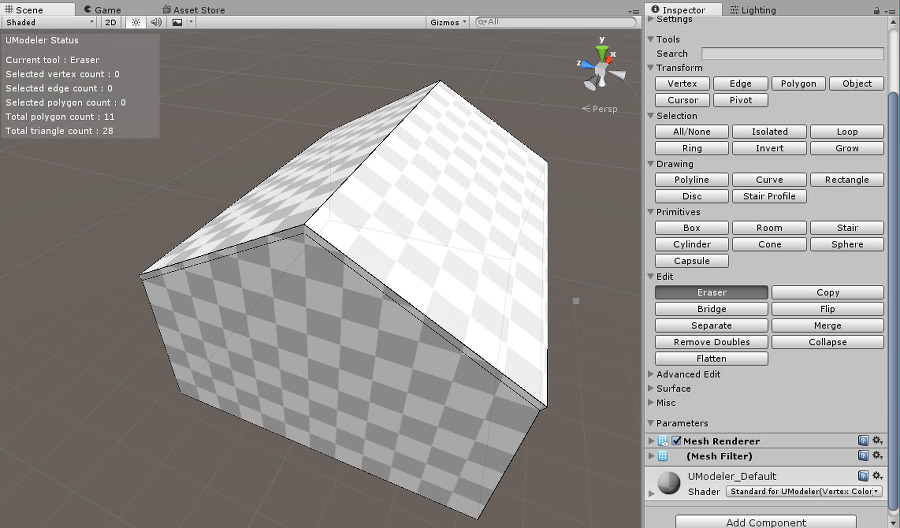 Scene
Game
Asset Store
Shaded
2D
Gizmos
All
UModeler Status
Current tool : Eraser
Selected vertex count : 0
Selected edge count : 0
Selected polygon count : 0
Total polygon count : 11
Total triangle count : 28
y
x
z
Persp
Inspector
Lighting
Settings
Tools
Search
Transform
Vertex Edge Polygon Object
Cursor Pivot
Selection
All/None Isolated Loop
Ring Invert Grow
Drawing
Polyline Curve Rectangle
Disc Stair Profile
Primitives
Box Room Stair
Cylinder Cone Sphere
Capsule
Edit
Eraser Copy
Bridge Flip
Separate Merge
Remove Doubles Collapse
Flatten
Advanced Edit
Surface
Misc
Parameters
Mesh Renderer
(Mesh Filter)
UModeler_Default
Shader Standard for UModeler(Vertex Color
Add Component